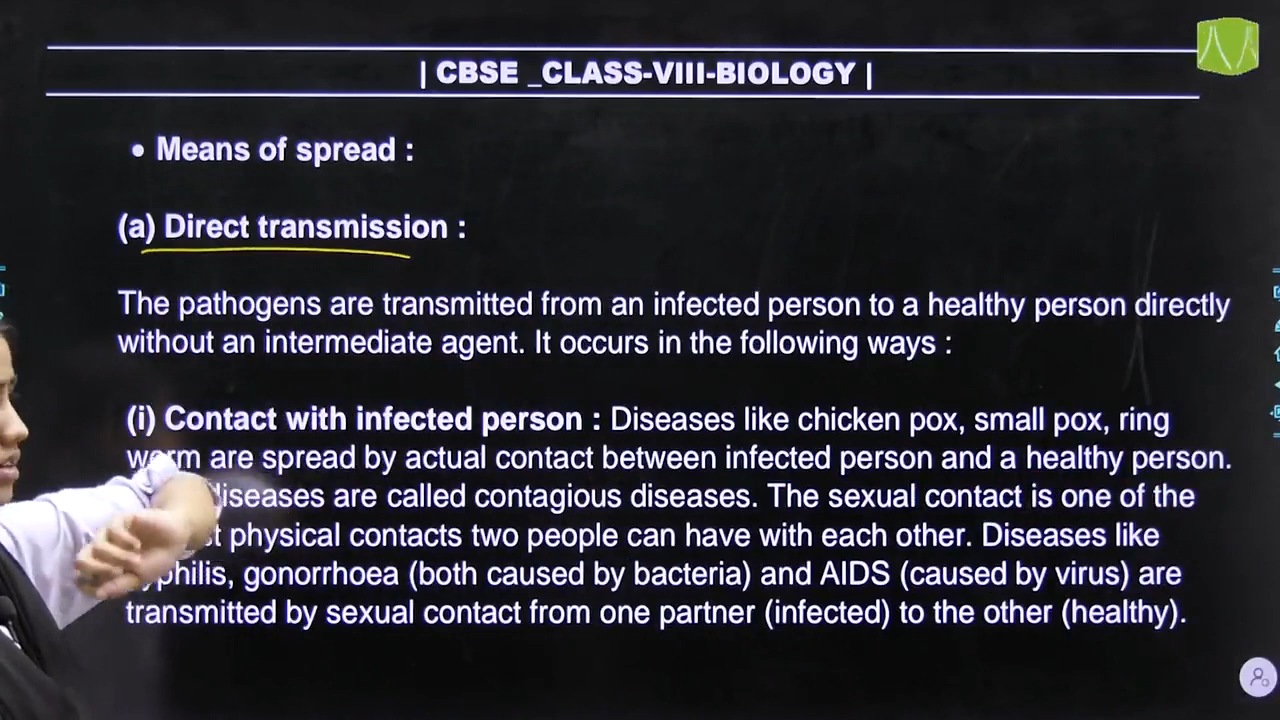 | CBSE _CLASS-VIII-BIOLOGY |
• Means of spread :
(a) Direct transmission :
The pathogens are transmitted from an infected person to a healthy person directly
without an intermediate agent. It occurs in the following ways :
(i) Contact with infected person : Diseases like chicken pox, small pox, ring
worm are spread by actual contact between infected person and a healthy person.
diseases are called contagious diseases. The sexual contact is one of the
physical contacts two people can have with each other. Diseases like
syphilis, gonorrhoea (both caused by bacteria) and AIDS (caused by virus) are
transmitted by sexual contact from one partner (infected) to the other (healthy).